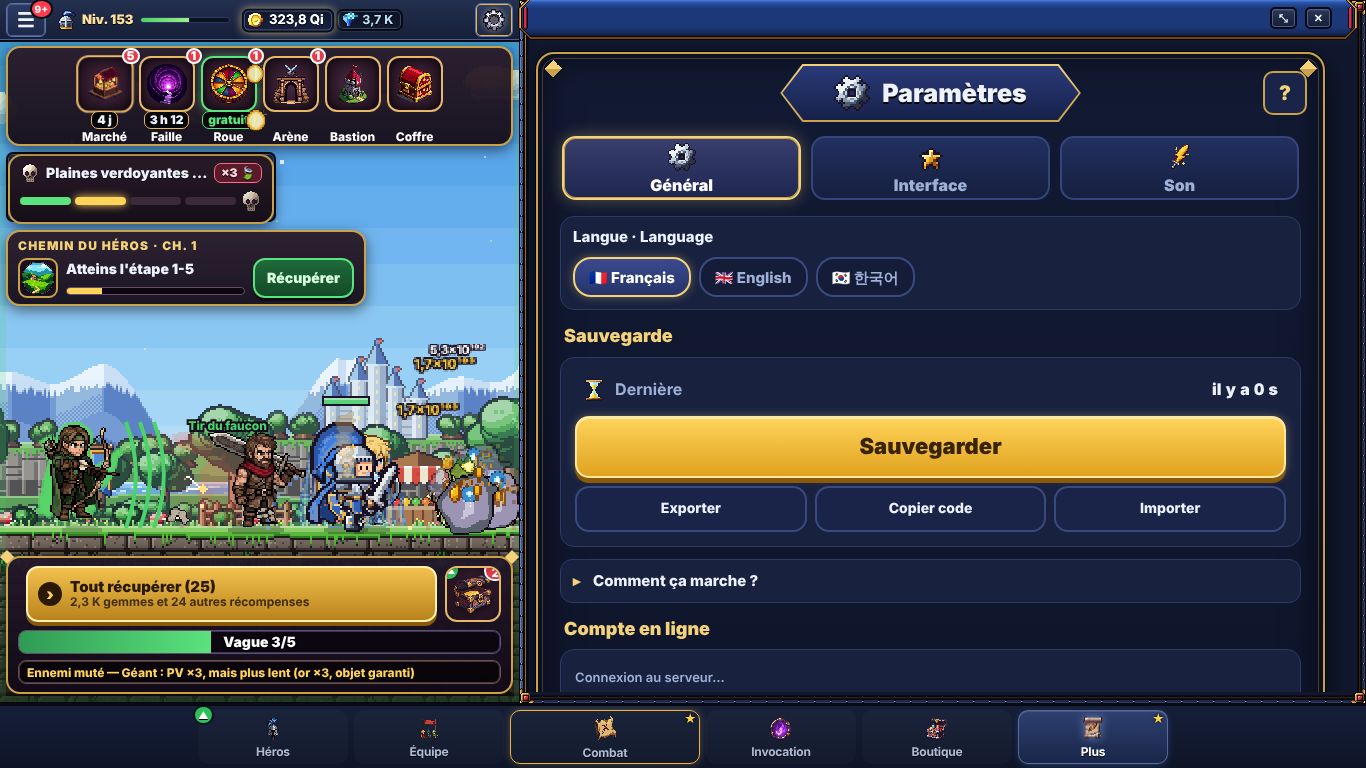 9+
Niv. 153
323,8 Qi
3,7 K
5
1
1
1
4 j
3 h 12
gratuit
Marché
Faille
Roue
Arène
Bastion
Coffre
Plaines verdoyantes ...
×3
CHEMIN DU HÉROS · CH. 1
Atteins l'étape 1-5
Récupérer
Tir du faucon
Tout récupérer (25)
2,3 K gemmes et 24 autres récompenses
Vague 3/5
Ennemi muté — Géant : PV ×3, mais plus lent (or ×3, objet garanti)
Paramètres
?
Général
Interface
Son
Langue · Language
Français
English
한국어
Sauvegarde
Dernière
il y a 0 s
Sauvegarder
Exporter
Copier code
Importer
Comment ça marche ?
Compte en ligne
Connexion au serveur...
Héros
Équipe
Combat
Invocation
Boutique
Plus